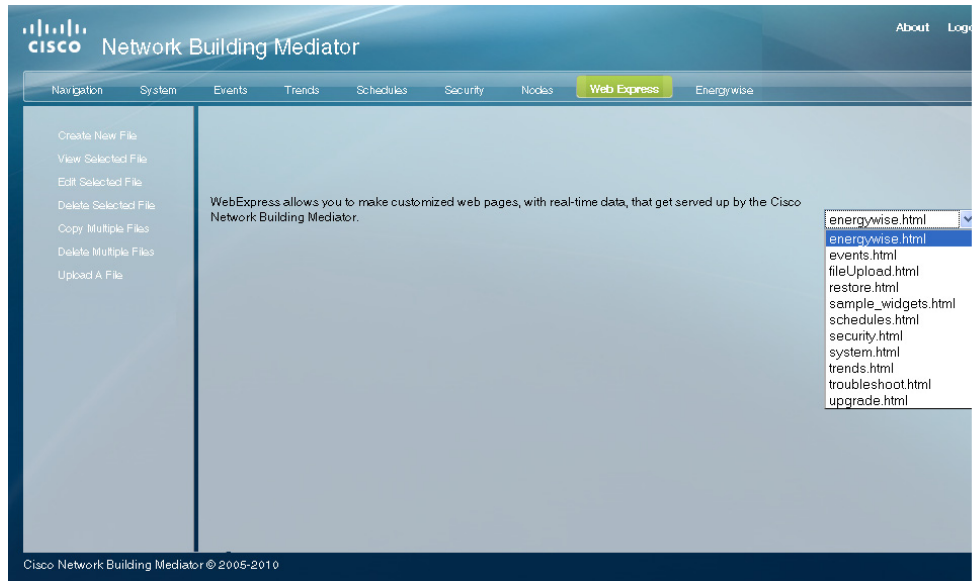 About Logo
CISCO Network Building Mediator
Navigation System Events Trends Schedules Security Nodes Web Express Energywise
Create New File
View Selected File
Edit Selected File
Delete Selected File
Copy Multiple Files
Delete Multiple Files
Upload A File
WebExpress allows you to make customized web pages, with real-time data, that get served up by the Cisco
Network Building Mediator.
energywise.html
energywise.html
events.html
fileUpload.html
restore.html
sample_widgets.html
schedules.html
security.html
system.html
trends.html
troubleshoot.html
upgrade.html
Cisco Network Building Mediator © 2005-2010